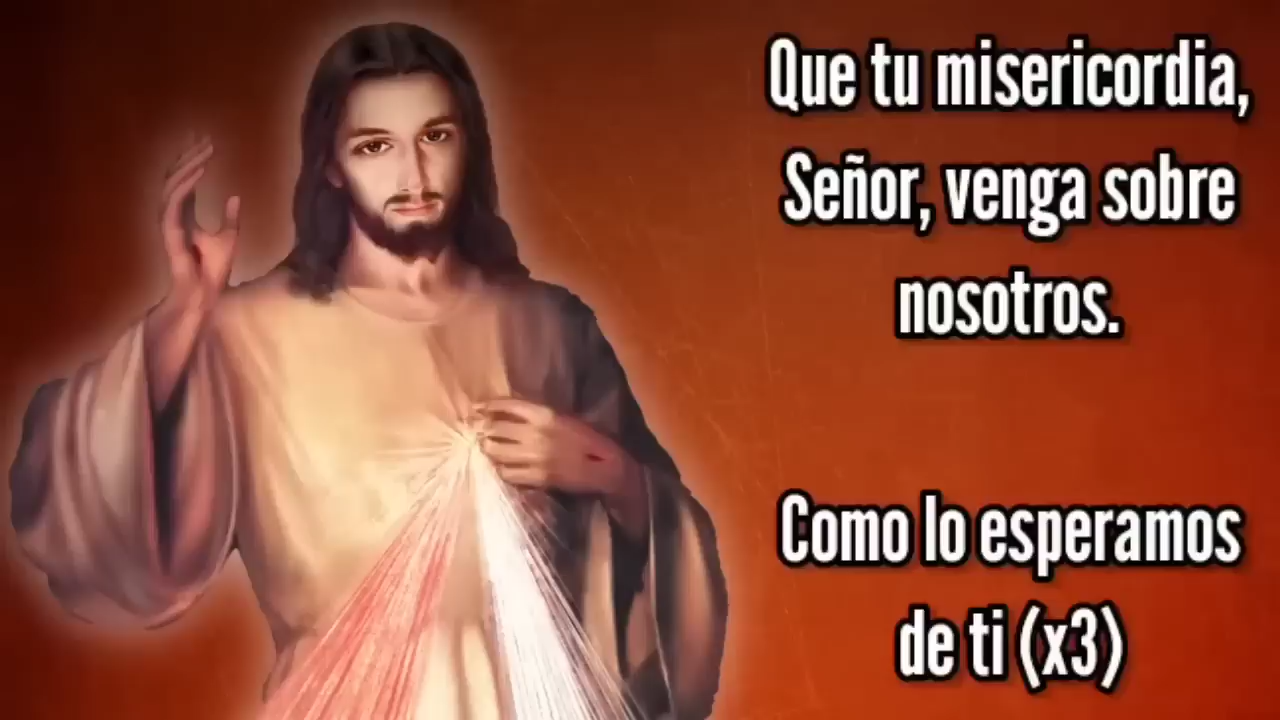 Que tu misericordia,
Señor, venga sobre
nosotros.
Como lo esperamos
de ti (x3)